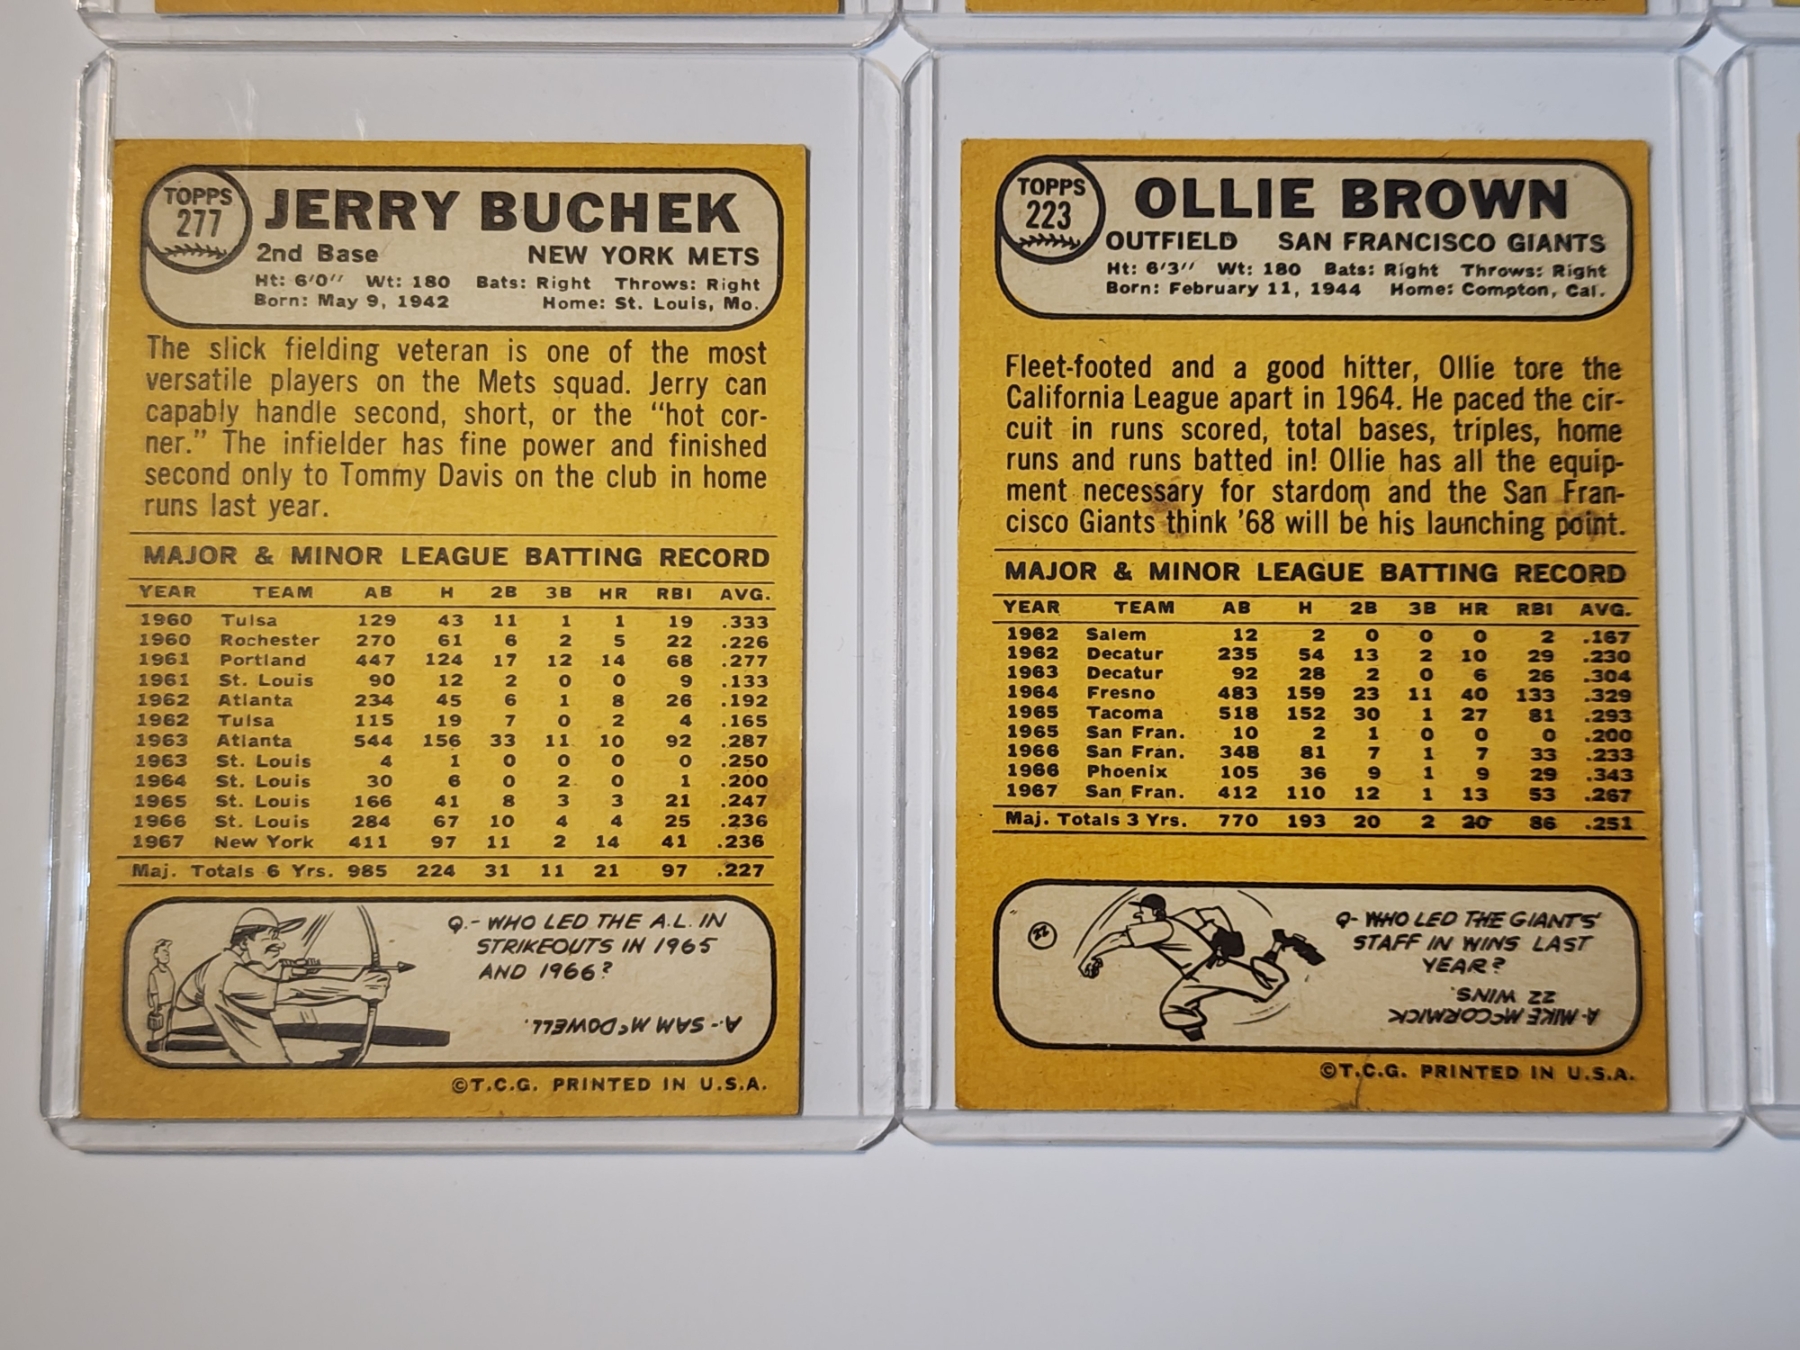 TOPPS
277
JERRY BUCHEK
2nd Base NEW YORK METS
Ht: 6'0" Wt: 180 Bats: Right Throws: Right
Born: May 9, 1942 Home: St. Louis, Mo.
The slick fielding veteran is one of the most
versatile players on the Mets squad. Jerry can
capably handle second, short, or the "hot cor-
ner." The infielder has fine power and finished
second only to Tommy Davis on the club in home
runs last year.
MAJOR & MINOR LEAGUE BATTING RECORD
YEAR TEAM AB H 2B 3B HR RBI AVG.
1960 Tulsa 129 43 11 1 1 19 .333
1960 Rochester 270 61 6 2 5 22 .226
1961 Portland 447 124 17 12 14 68 .277
1961 St. Louis 90 12 2 0 0 9 .133
1962 Atlanta 234 45 6 1 8 26 .192
1962 Tulsa 115 19 7 0 2 4 .165
1963 Atlanta 544 156 33 11 10 92 .287
1963 St. Louis 4 1 0 0 0 0 .250
1964 St. Louis 30 6 0 2 0 1 .200
1965 St. Louis 166 41 8 3 3 21 .247
1966 St. Louis 284 67 10 4 4 25 .236
1967 New York 411 97 11 2 14 41 .236
Maj. Totals 6 Yrs. 985 224 31 11 21 97 .227
Q.- WHO LED THE A.L. IN
STRIKEOUTS IN 1965
AND 1966?
A.- SAM McDOWELL.
©T.C.G. PRINTED IN U.S.A.
TOPPS
223
OLLIE BROWN
OUTFIELD SAN FRANCISCO GIANTS
Ht: 6'3" Wt: 180 Bats: Right Throws: Right
Born: February 11, 1944 Home: Compton, Cal.
Fleet-footed and a good hitter, Ollie tore the
California League apart in 1964. He paced the cir-
cuit in runs scored, total bases, triples, home
runs and runs batted in! Ollie has all the equip-
ment necessary for stardom and the San Fran-
cisco Giants think '68 will be his launching point.
MAJOR & MINOR LEAGUE BATTING RECORD
YEAR TEAM AB H 2B 3B HR RBI AVG.
1962 Salem 12 2 0 0 0 2 .167
1962 Decatur 235 54 13 2 10 29 .230
1963 Decatur 92 28 2 0 6 26 .304
1964 Fresno 483 159 23 11 40 133 .329
1965 Tacoma 518 152 30 1 27 81 .293
1965 San Fran. 10 2 1 0 0 0 .200
1966 San Fran. 348 81 7 1 7 33 .233
1966 Phoenix 105 36 9 1 9 29 .343
1967 San Fran. 412 110 12 1 13 53 .267
Maj. Totals 3 Yrs. 770 193 20 2 20 86 .251
22
Q- WHO LED THE GIANTS'
STAFF IN WINS LAST
YEAR?
A- MIKE McCORMICK
22 WINS.
©T.C.G. PRINTED IN U.S.A.